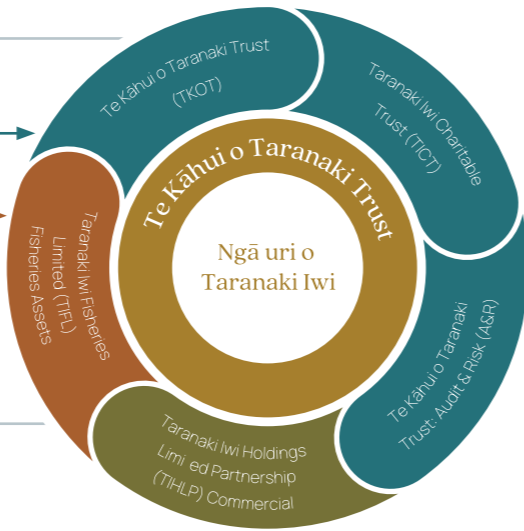 Te Kāhui o Taranaki Trust
(TKOT)
Taranaki Iwi Charitable
Trust (TICT)
Te Kāhui o Taranaki
Trust: Audit & Risk (A&R)
Taranaki Iwi Holdings
Limi ed Partnership
(TIHLP) Commercial
Taranaki Iwi Fisheries
Limited (TIFL)
Fisheries Assets
Te Kāhui o Taranaki Trust
Ngā uri o
Taranaki Iwi